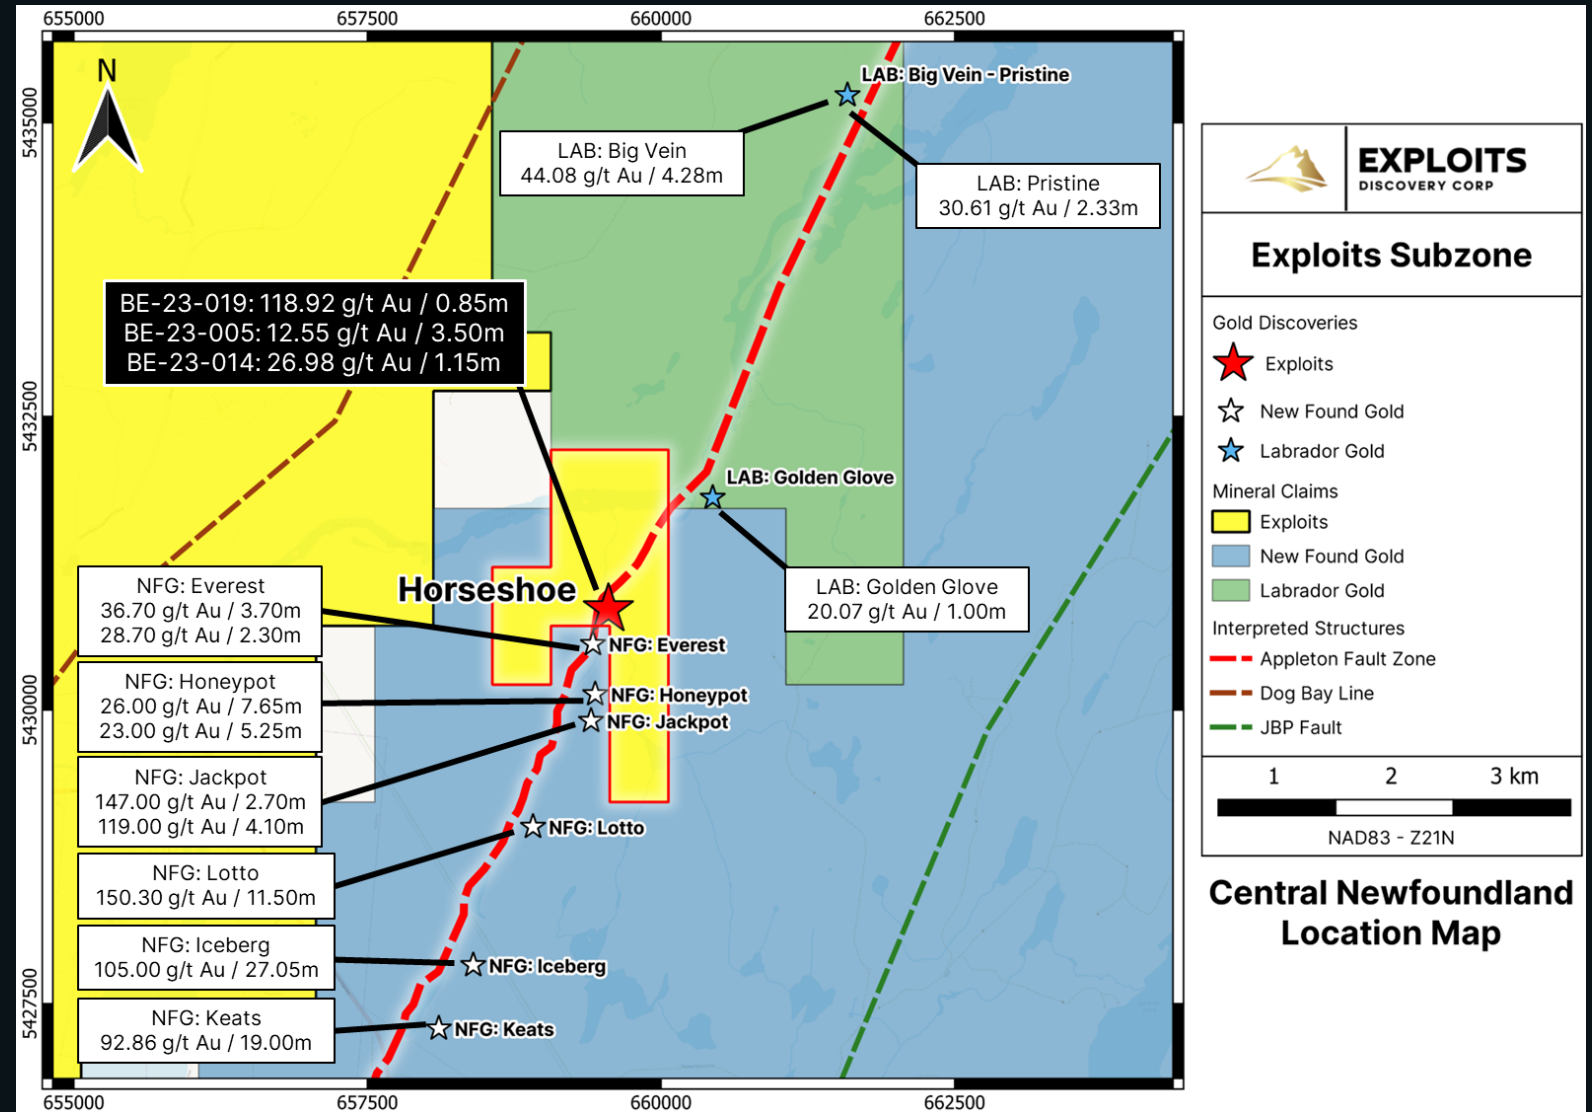 655000
657500
660000
662500
N
5435000
5432500
5430000
5427500
LAB: Big Vein - Pristine
LAB: Big Vein
44.08 g/t Au / 4.28m
LAB: Pristine
30.61 g/t Au / 2.33m
BE-23-019: 118.92 g/t Au / 0.85m
BE-23-005: 12.55 g/t Au / 3.50m
BE-23-014: 26.98 g/t Au / 1.15m
LAB: Golden Glove
LAB: Golden Glove
20.07 g/t Au / 1.00m
Horseshoe
NFG: Everest
36.70 g/t Au / 3.70m
28.70 g/t Au / 2.30m
NFG: Everest
NFG: Honeypot
26.00 g/t Au / 7.65m
23.00 g/t Au / 5.25m
NFG: Honeypot
NFG: Jackpot
NFG: Jackpot
147.00 g/t Au / 2.70m
119.00 g/t Au / 4.10m
NFG: Lotto
NFG: Lotto
150.30 g/t Au / 11.50m
NFG: Iceberg
105.00 g/t Au / 27.05m
NFG: Iceberg
NFG: Keats
92.86 g/t Au / 19.00m
NFG: Keats
655000
657500
660000
662500
EXPLOITS
DISCOVERY CORP
Exploits Subzone
Gold Discoveries
Exploits
New Found Gold
Labrador Gold
Mineral Claims
Exploits
New Found Gold
Labrador Gold
Interpreted Structures
Appleton Fault Zone
Dog Bay Line
JBP Fault
1 2 3 km
NAD83 - Z21N
Central Newfoundland
Location Map